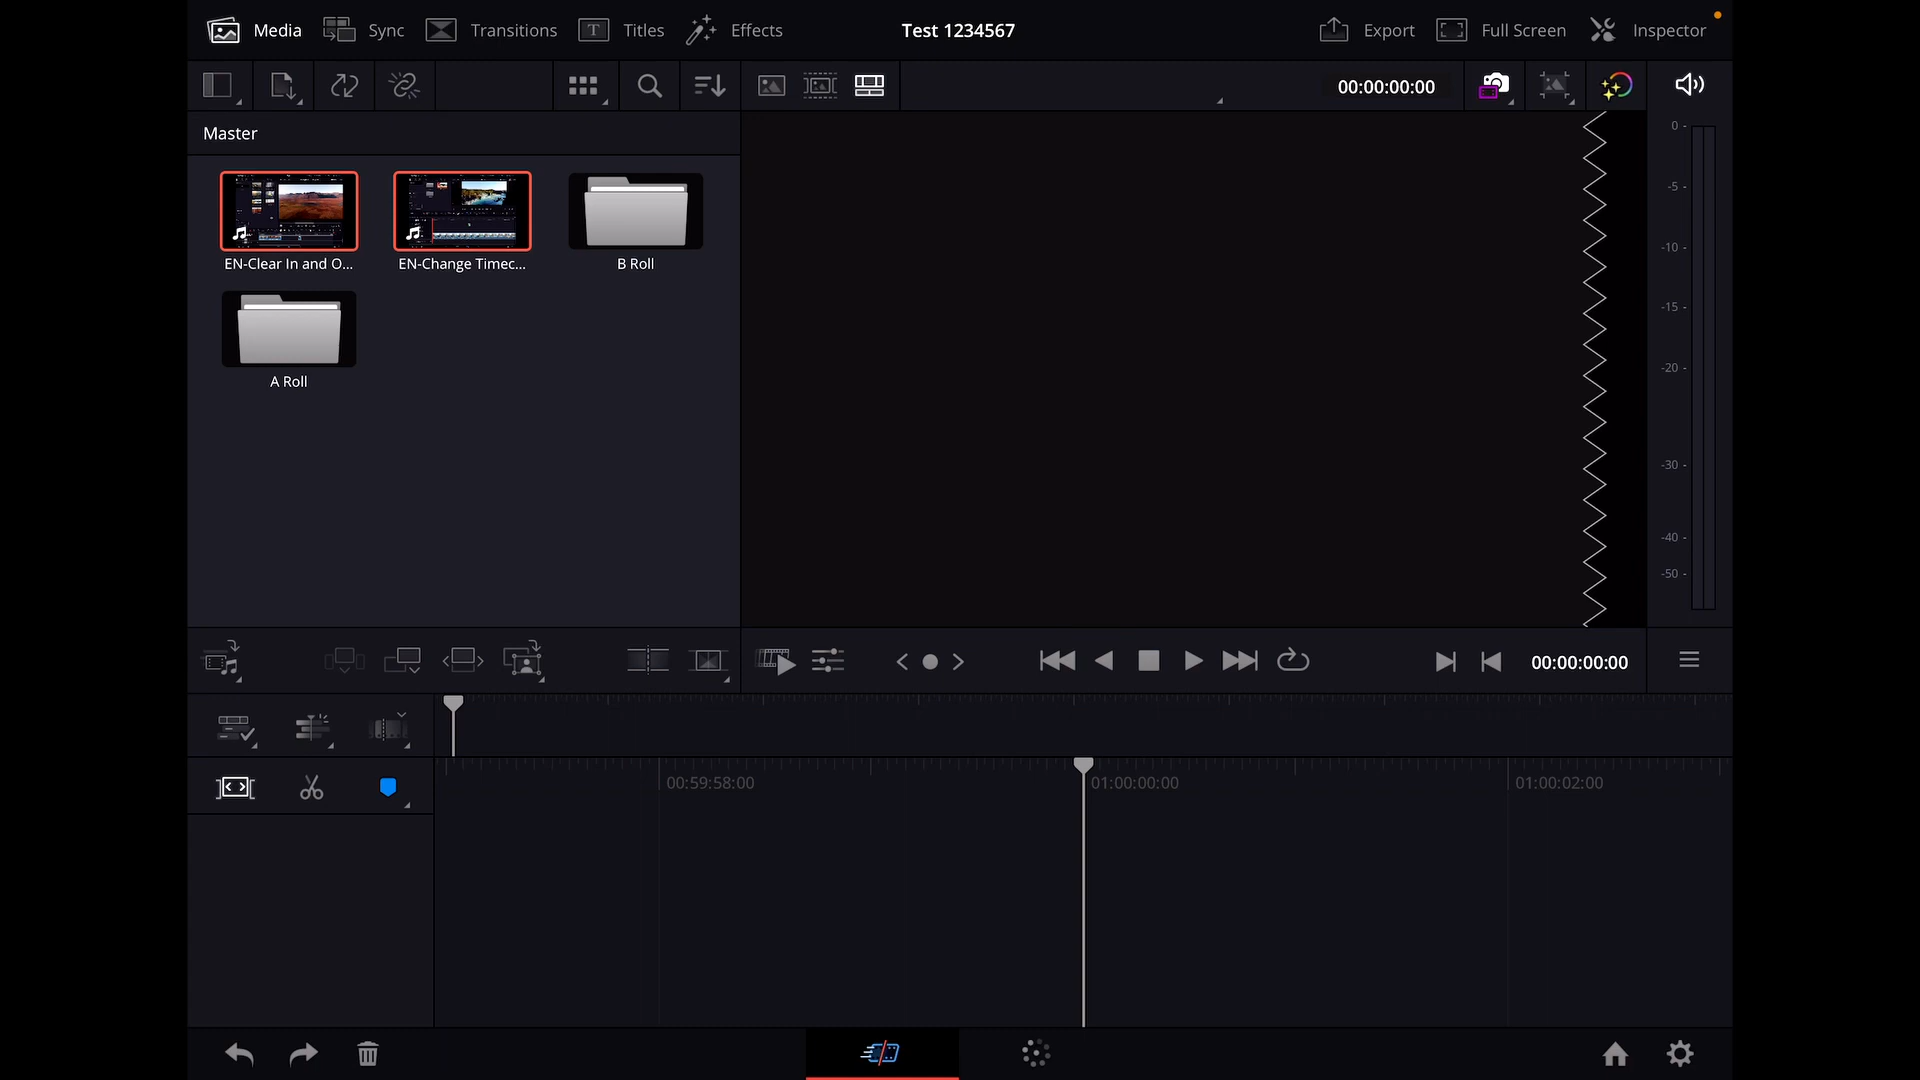 Media
Sync
Transitions
Titles
Effects
Test 1234567
Export
Full Screen
Inspector
00:00:00:00
Master
EN-Clear In and O...
EN-Change Timec...
B Roll
A Roll
0
-5
-10
-15
-20
-30
-40
-50
00:00:00:00
00:59:58:00
01:00:00:00
01:00:02:00